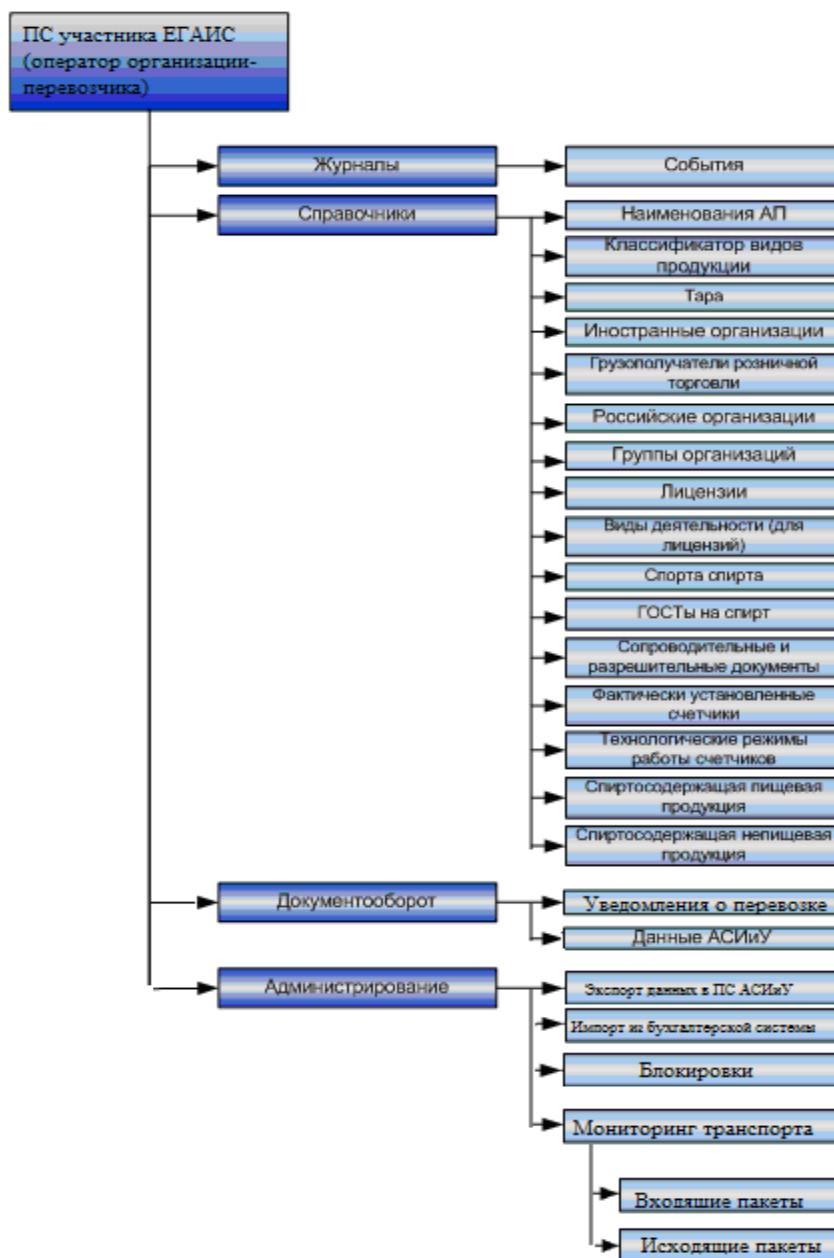 ПС участника ЕГАИС
(оператор организации-
перевозчика)
Журналы
События
Справочники
Наименования АП
Классификатор видов
продукции
Тара
Иностранные организации
Грузополучатели розничной
торговли
Российские организации
Группы организаций
Лицензии
Виды деятельности (для
лицензий)
Спорта спирта
ГОСТы на спирт
Сопроводительные и
разрешительные документы
Фактически установленные
счетчики
Технологические режимы
работы счетчиков
Спиртосодержащая пищевая
продукция
Спиртосодержащая непищевая
продукция
Документооборот
Уведомления о перевозке
Данные АСИиУ
Администрирование
Экспорт данных в ПС АСИиУ
Импорт из бухгалтерской системы
Блокировки
Мониторинг транспорта
Входящие пакеты
Исходящие пакеты